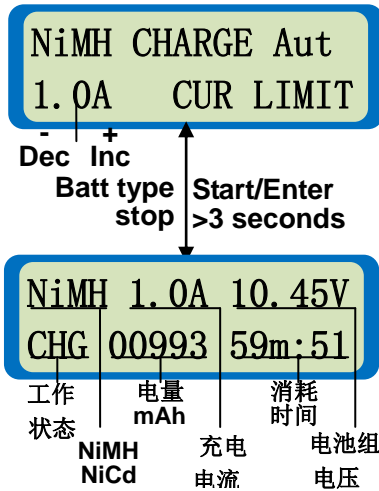 NiMH CHARGE Aut
1.0A CUR LIMIT
- +
Dec Inc
Batt type Start/Enter
stop >3 seconds
NiMH 1.0A 10.45V
CHG 00993 59m:51
工作 电量 消耗
状态 mAh 时间
NiMH 充电 电池组
NiCd 电流 电压